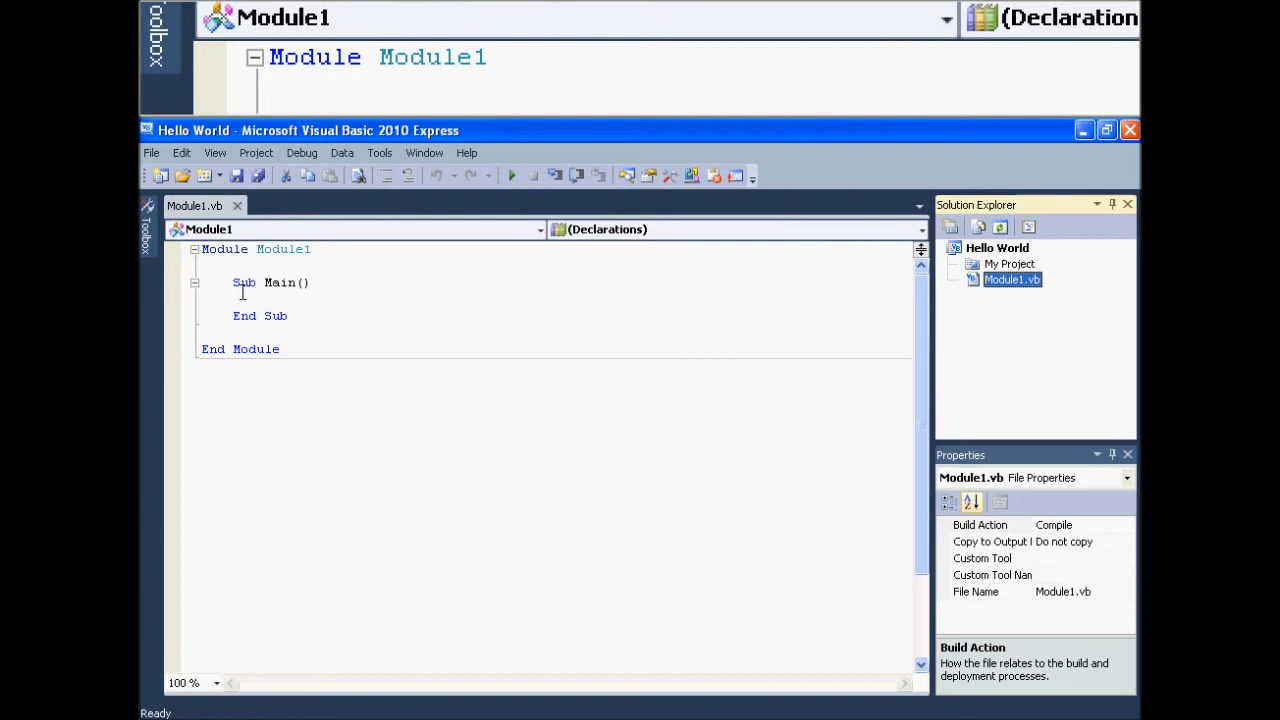 oolbox
Module1
(Declaration
Module Module1
Hello World - Microsoft Visual Basic 2010 Express
File Edit View Project Debug Data Tools Window Help
Module1.vb
Toolbox
Module1
(Declarations)
Module Module1
Sub Main()
End Sub
End Module
100 %
Solution Explorer
Hello World
My Project
Module1.vb
Properties
Module1.vb File Properties
Build Action Compile
Copy to Output I Do not copy
Custom Tool
Custom Tool Nan
File Name Module1.vb
Build Action
How the file relates to the build and
deployment processes.
Ready